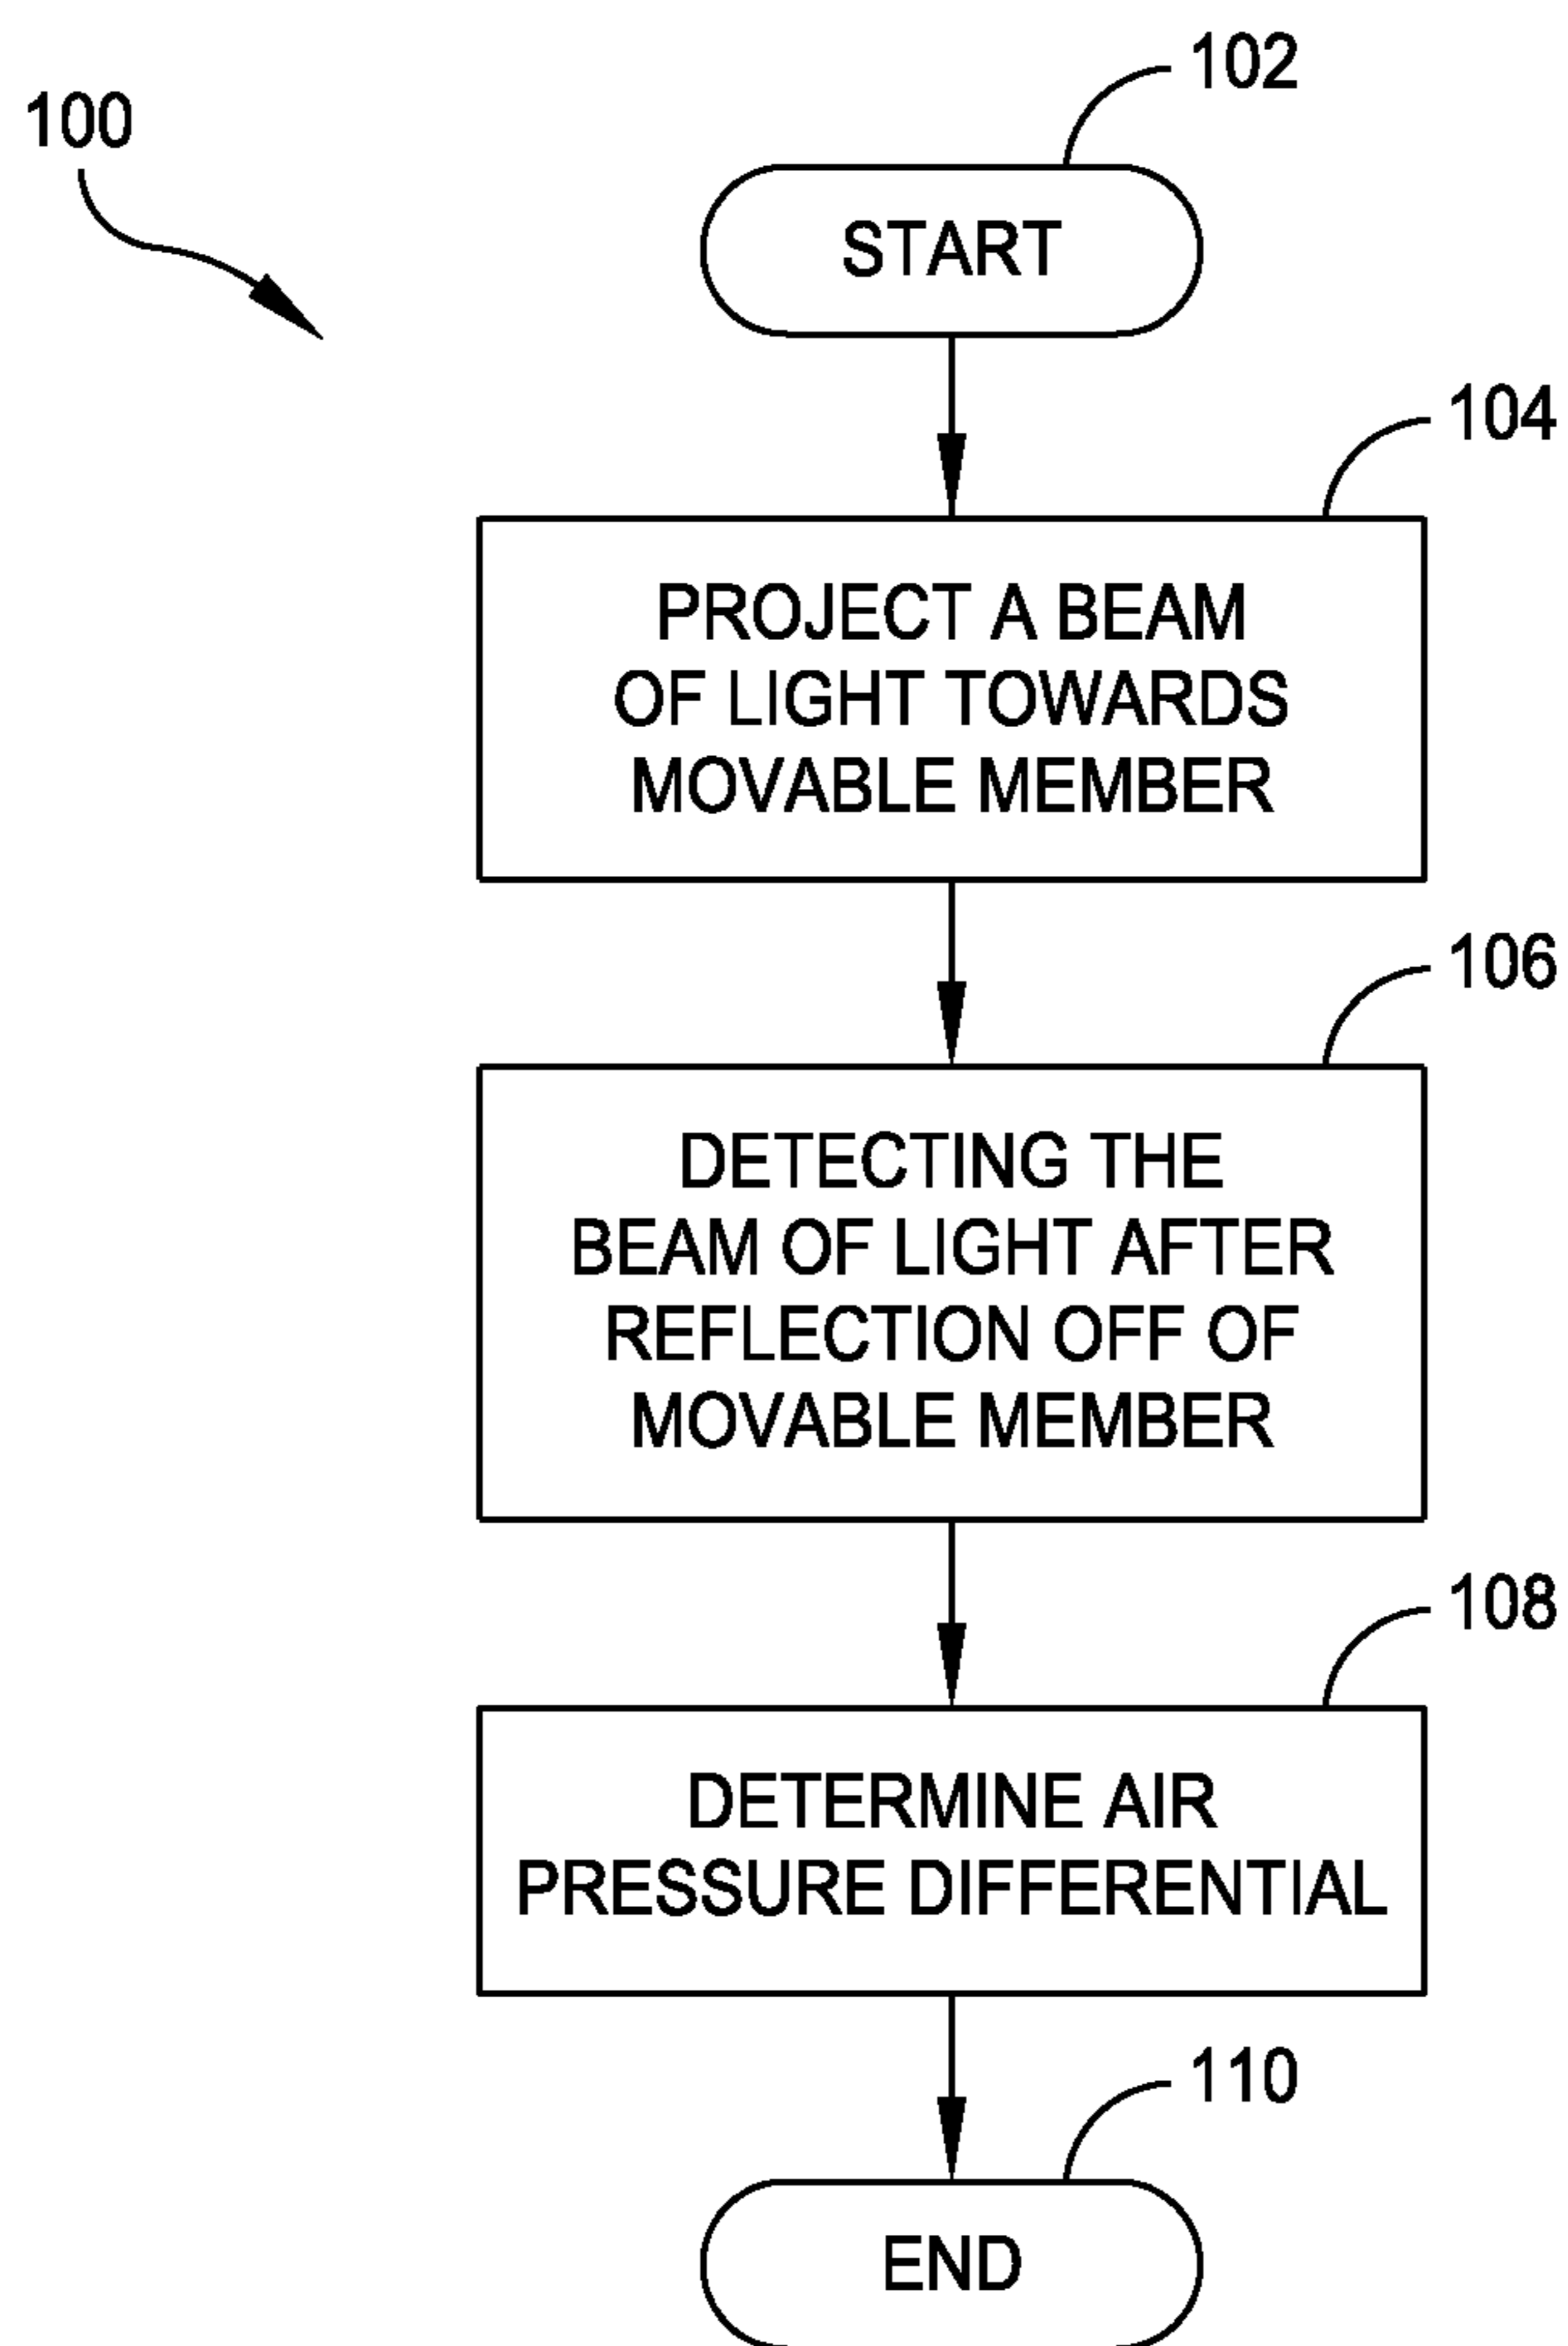 102
100
START
104
PROJECT A BEAM
OF LIGHT TOWARDS
MOVABLE MEMBER
106
DETECTING THE
BEAM OF LIGHT AFTER
REFLECTION OFF OF
MOVABLE MEMBER
108
DETERMINE AIR
PRESSURE DIFFERENTIAL
110
END